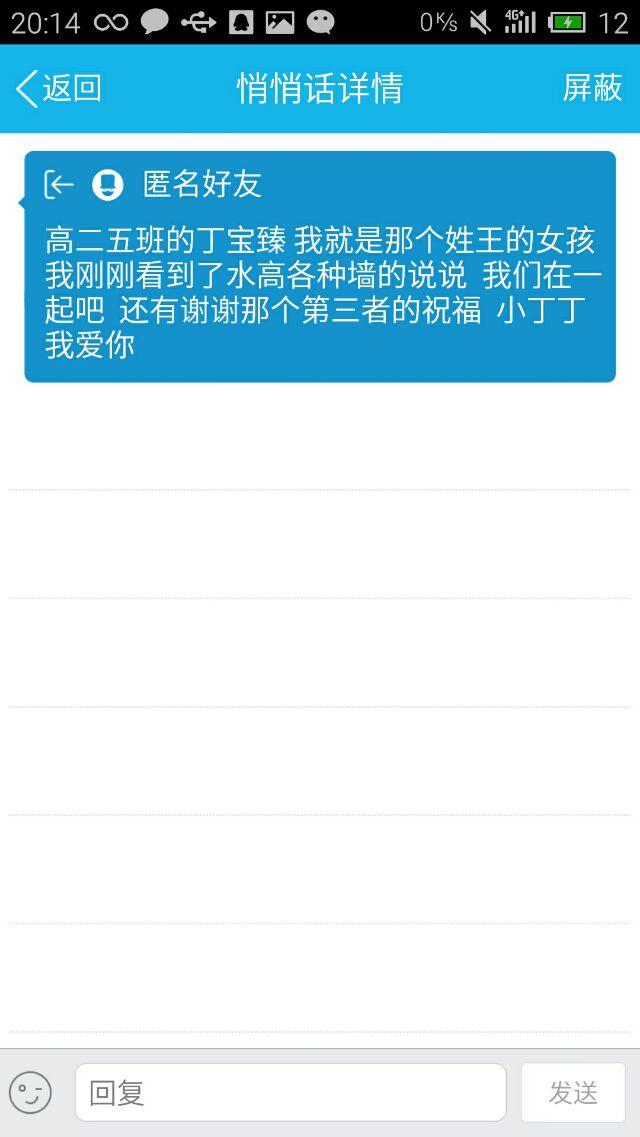 20:14 0K/s 4G 12
返回 悄悄话详情 屏蔽
匿名好友
高二五班的丁宝臻 我就是那个姓王的女孩
我刚刚看到了水高各种墙的说说 我们在一
起吧 还有谢谢那个第三者的祝福 小丁丁
我爱你
回复 发送